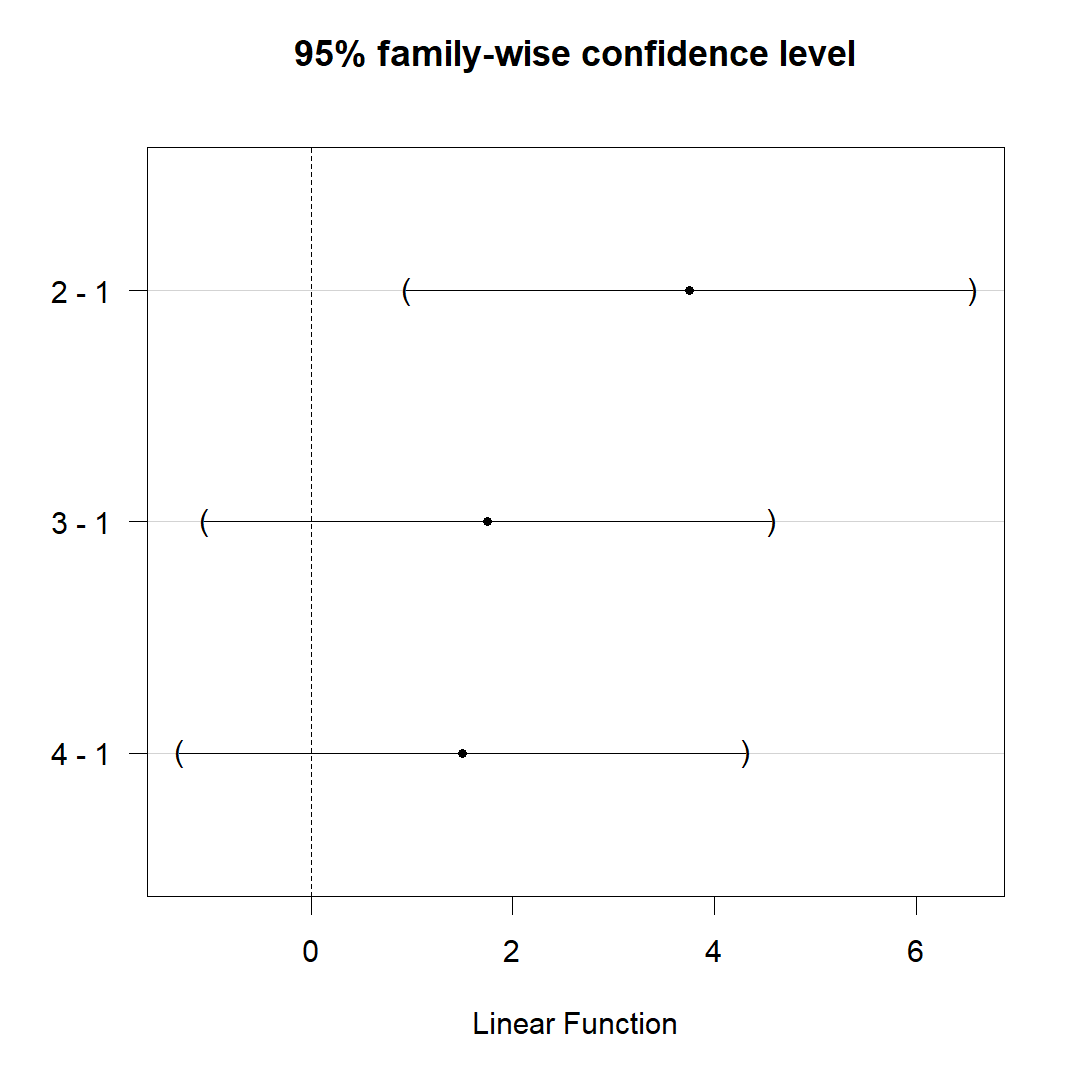 95% family-wise confidence level
2 - 1
3 - 1
4 - 1
0 2 4 6
Linear Function